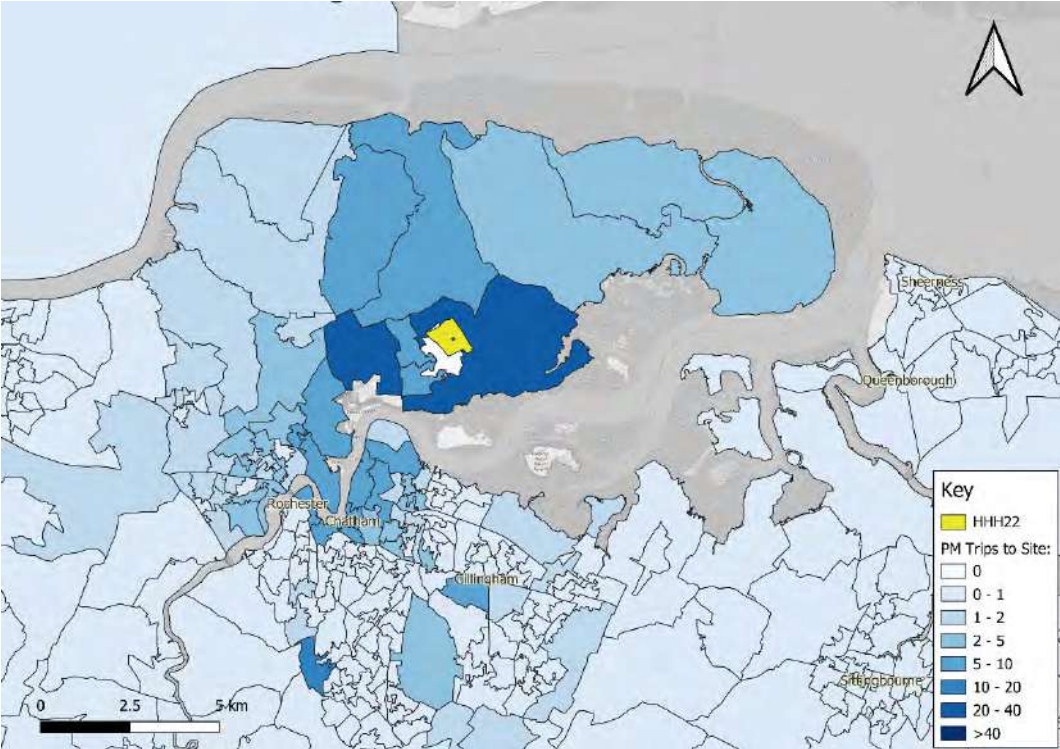 Sheerness
Queenborough
Rochester
Chatham
Gillingham
Sittingbourne
Key
HHH22
PM Trips to Site:
0
0 - 1
1 - 2
2 - 5
5 - 10
10 - 20
20 - 40
>40
0 2.5 5 km